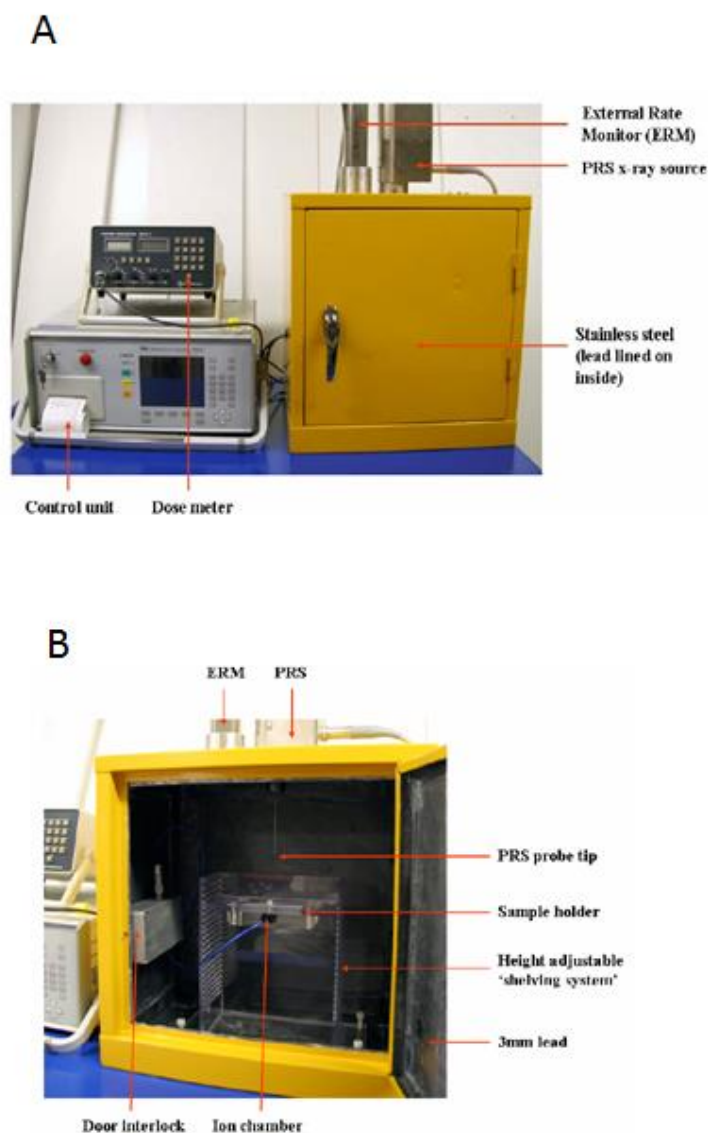 A
External Rate
Monitor (ERM)
PRS x-ray source
Stainless steel
(lead lined on
inside)
Control unit
Dose meter
B
ERM
PRS
PRS probe tip
Sample holder
Height adjustable
‘shelving system’
3mm lead
Door interlock
Ion chamber